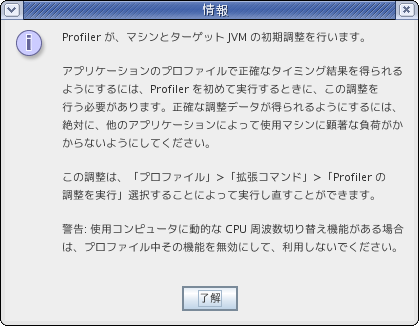 情報
Profiler が、マシンとターゲット JVM の初期調整を行います。
アプリケーションのプロファイルで正確なタイミング結果を得られる
ようにするには、Profiler を初めて実行するときに、この調整を
行う必要があります。正確な調整データが得られるようにするには、
絶対に、他のアプリケーションによって使用マシンに顕著な負荷がか
からないようにしてください。
この調整は、「プロファイル」>「拡張コマンド」>「Profiler の
調整を実行」選択することによって実行し直すことができます。
警告: 使用コンピュータに動的な CPU 周波数切り替え機能がある場合
は、プロファイル中その機能を無効にして、利用しないでください。
了解